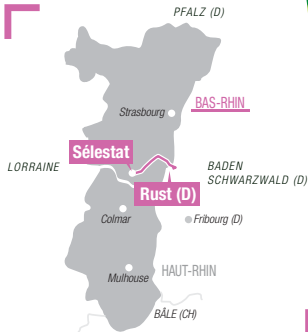 PFALZ (D)
BAS-RHIN
Strasbourg
Sélestat
LORRAINE
BADEN
SCHWARZWALD (D)
Rust (D)
Colmar
Fribourg (D)
HAUT-RHIN
Mulhouse
BÂLE (CH)